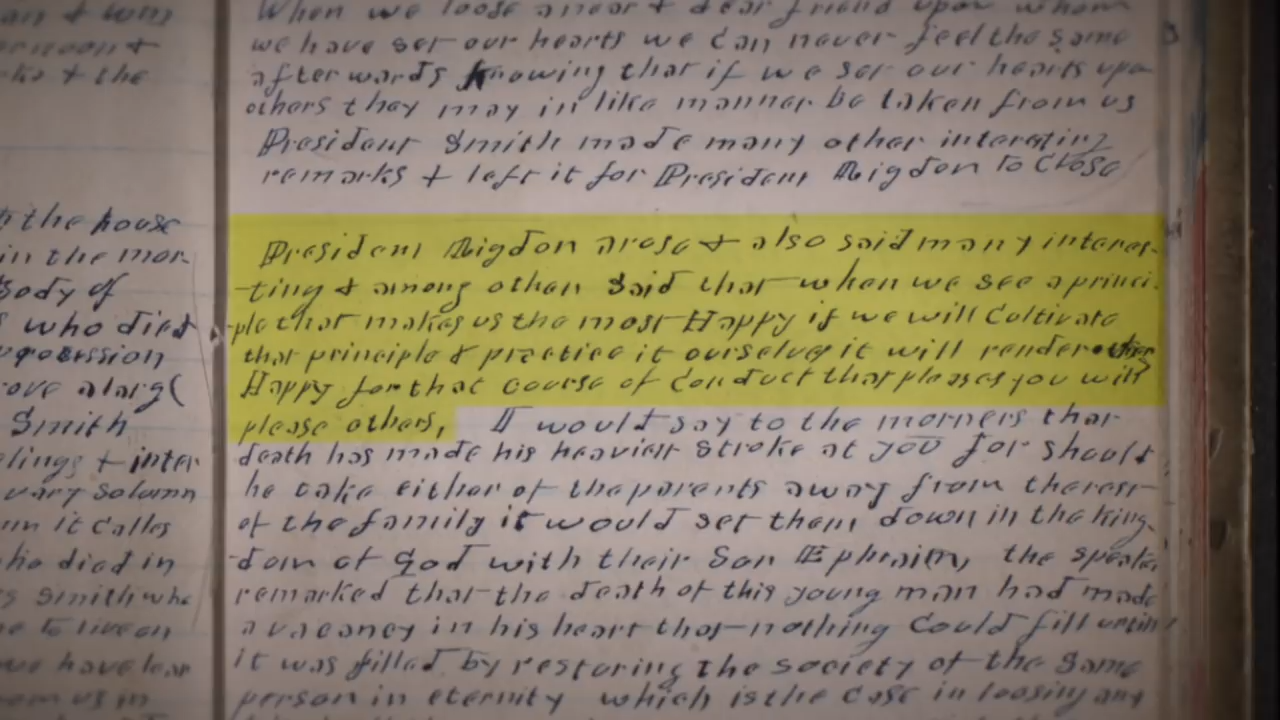 When we loose a near & dear friend upon whom
we have set our hearts we can never feel the same
afterwards knowing that if we set our hearts upon
others they may in like manner be taken from us
President Smith made many other interesting
remarks & left it for President Rigdon to Close
President Rigdon arose & also said many interes-
ting & among others Said that when we see a princi-
ple that makes us the most Happy if we will Cultivate
that principle & practice it ourselves it will render others
Happy for that course of Conduct that pleases you will
please others, I would say to the morners that
death has made his heaviest Stroke at you for should
he take either of the parents away from the rest
of the family it would set them down in the king-
dom of God with their Son Ephraim, the speaker
remarked that the death of this young man had made
a vacancy in his heart that nothing Could fill untill
it was filled by restoring the society of the Same
person in eternity which is the Case in loosing any
& the
the house
in the mor-
Body of
who died
procession
Smith
& inter-
vary Solamn
it Calles
who died in
Smith who
to live on
we have
us in